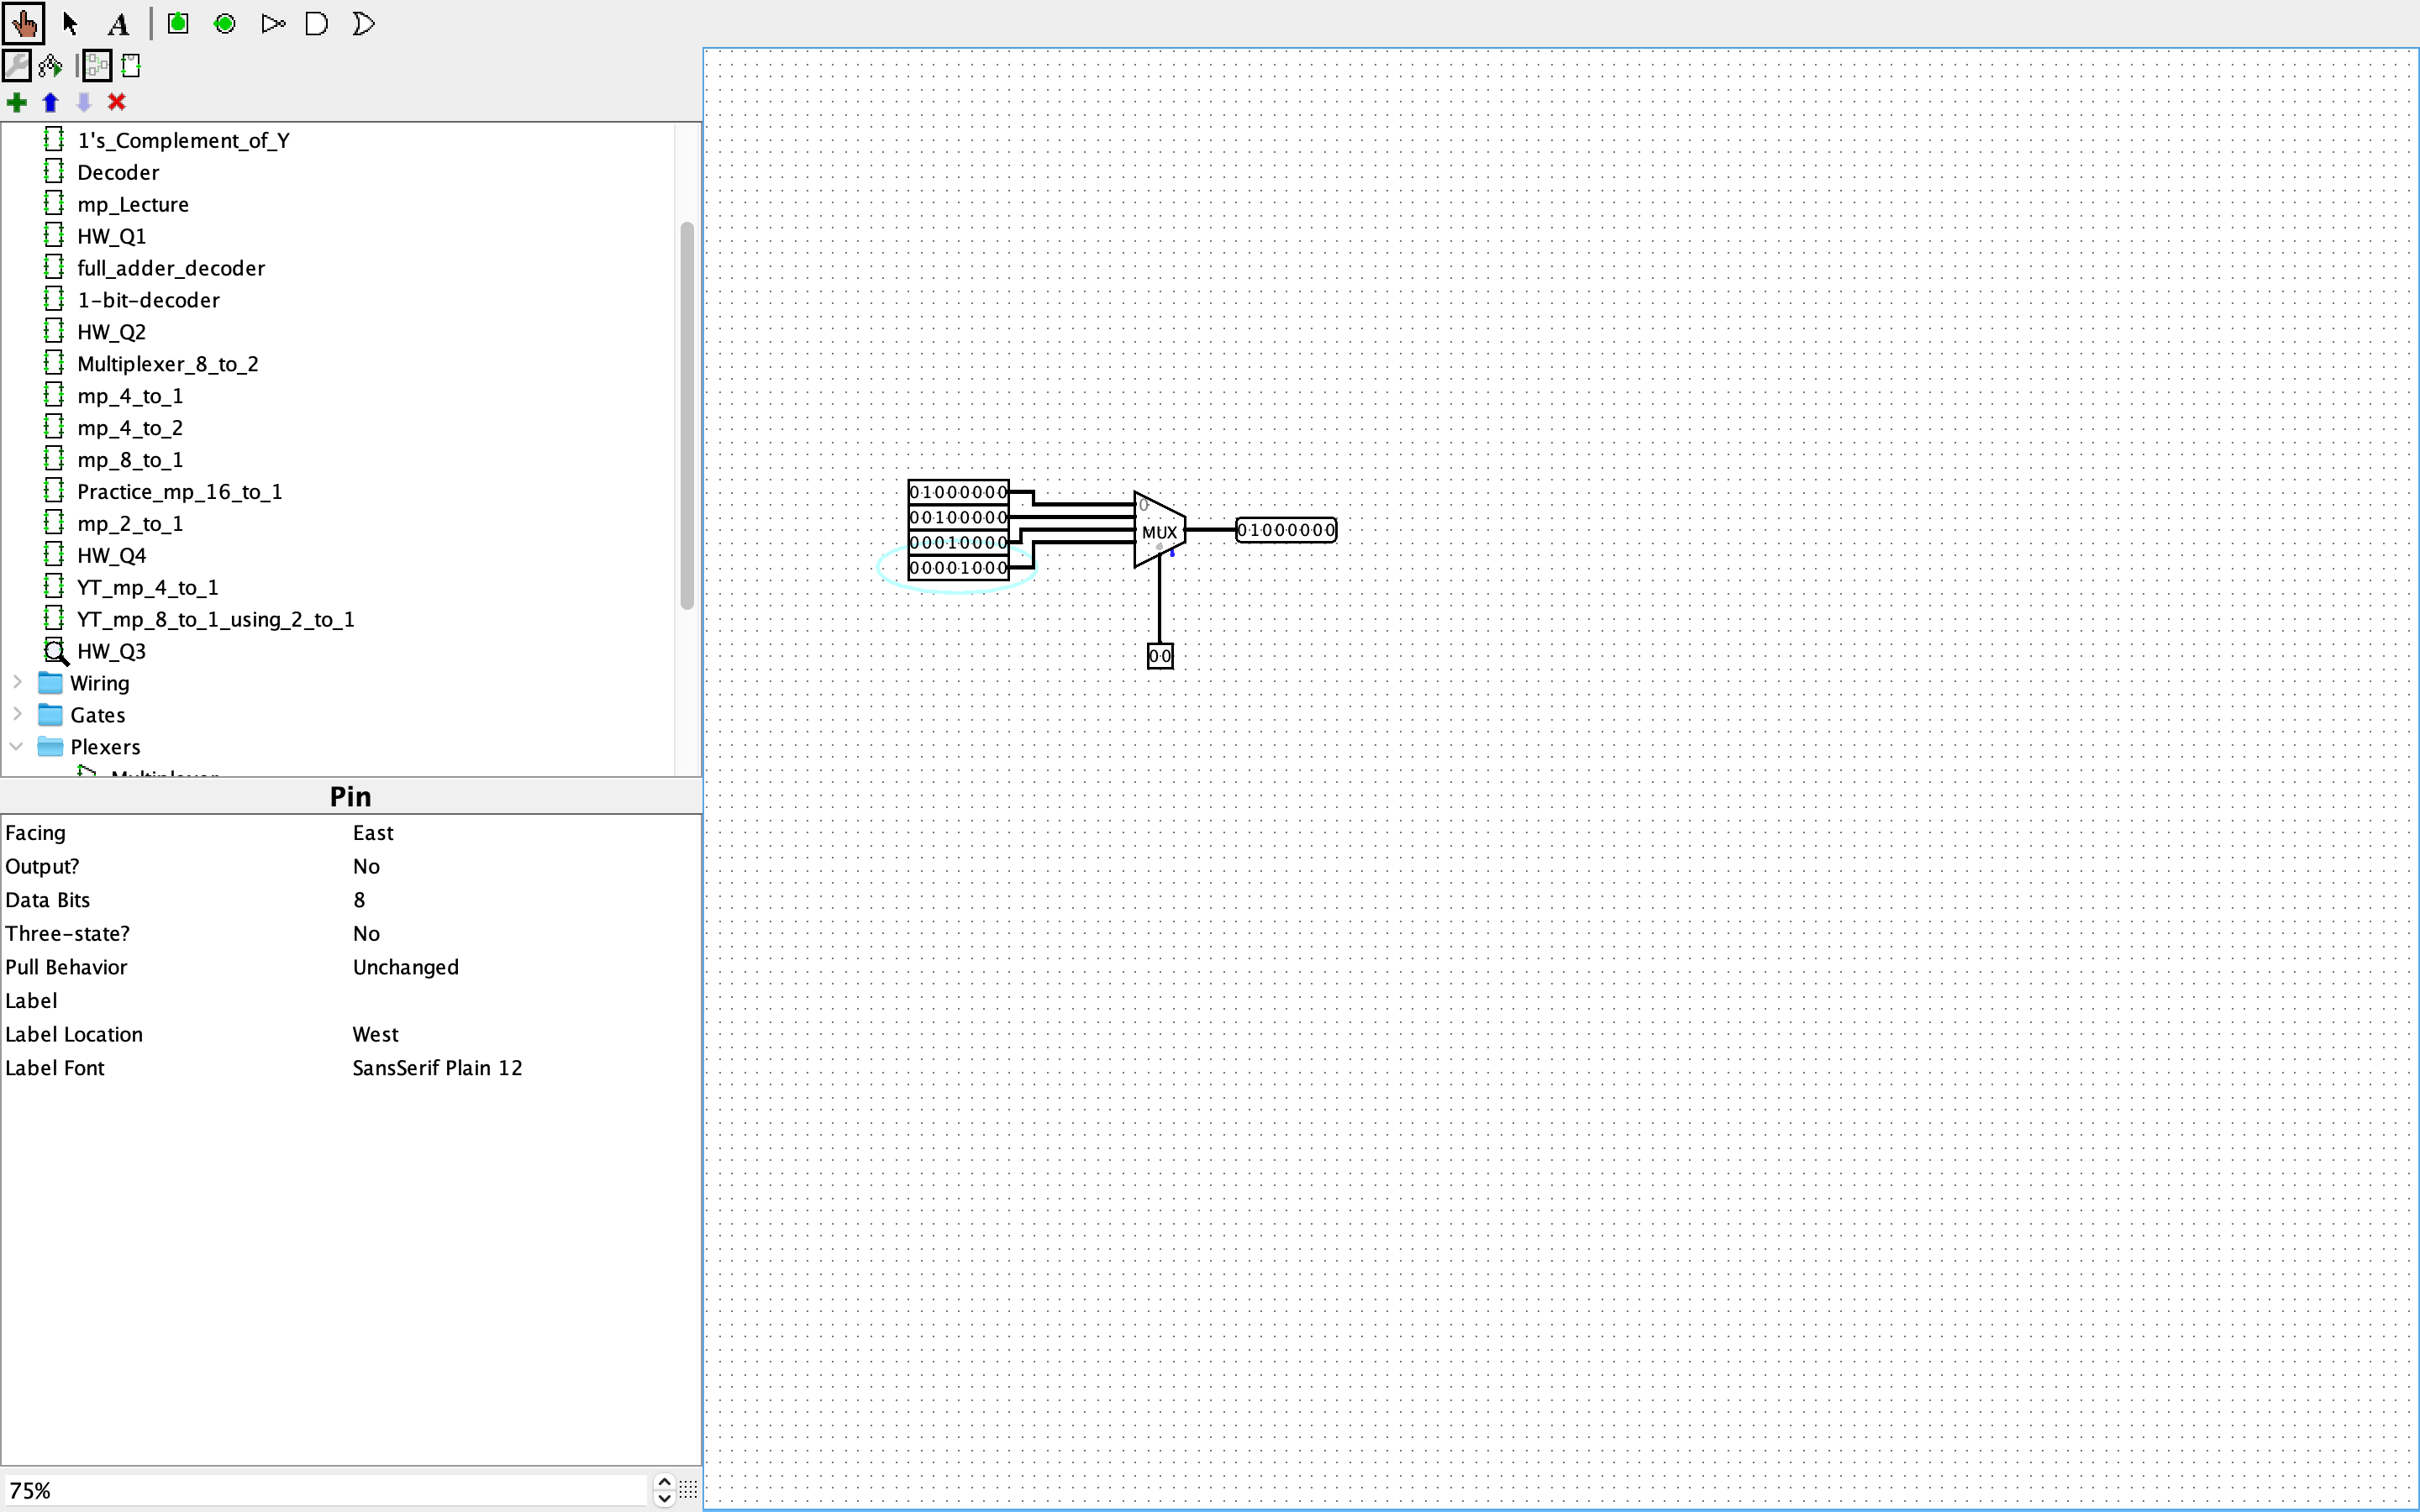 A
1's_Complement_of_Y
Decoder
mp_Lecture
HW_Q1
full_adder_decoder
1-bit-decoder
HW_Q2
Multiplexer_8_to_2
mp_4_to_1
mp_4_to_2
mp_8_to_1
Practice_mp_16_to_1
mp_2_to_1
HW_Q4
YT_mp_4_to_1
YT_mp_8_to_1_using_2_to_1
HW_Q3
Wiring
Gates
Plexers
Multiplexer
Pin
Facing East
Output? No
Data Bits 8
Three-state? No
Pull Behavior Unchanged
Label
Label Location West
Label Font SansSerif Plain 12
75%
01000000
00100000
00010000
00001000
0
MUX
01000000
00